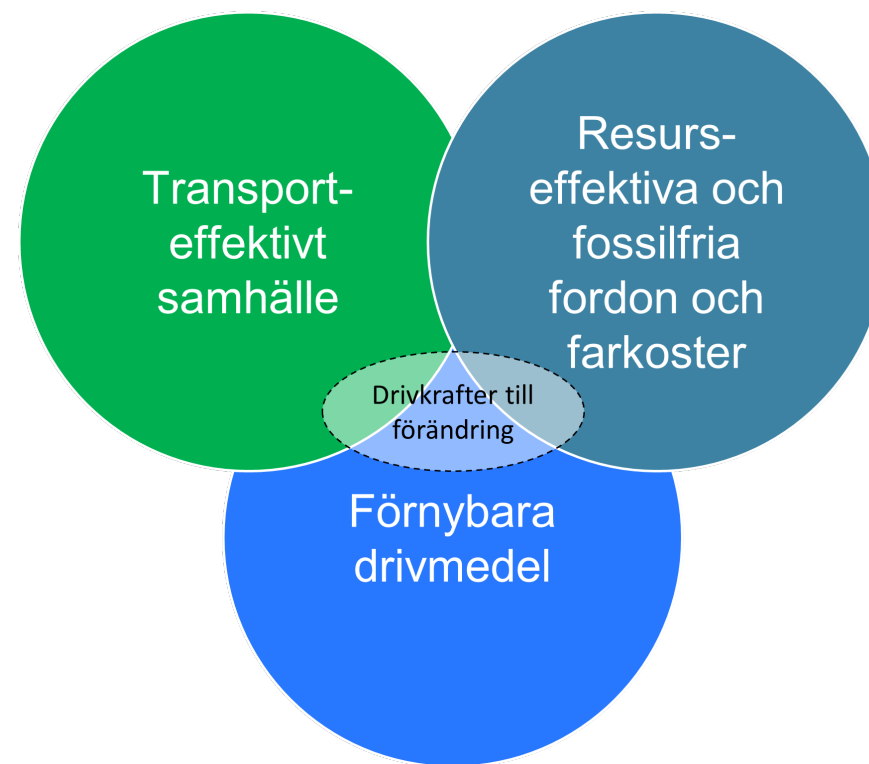 Transport-
effektivt
samhälle
Resurs-
effektiva och
fossilfria
fordon och
farkoster
Drivkrafter till
förändring
Förnybara
drivmedel